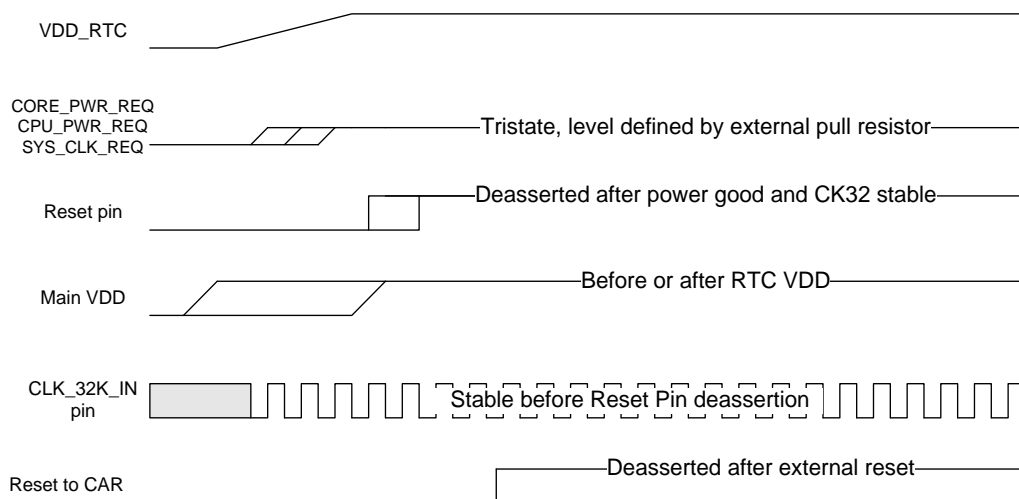 VDD_RTC
CORE_PWR_REQ
CPU_PWR_REQ
SYS_CLK_REQ
Tristate, level defined by external pull resistor
Reset pin
Deasserted after power good and CK32 stable
Main VDD
Before or after RTC VDD
CLK_32K_IN
pin
Stable before Reset Pin deassertion
Reset to CAR
Deasserted after external reset